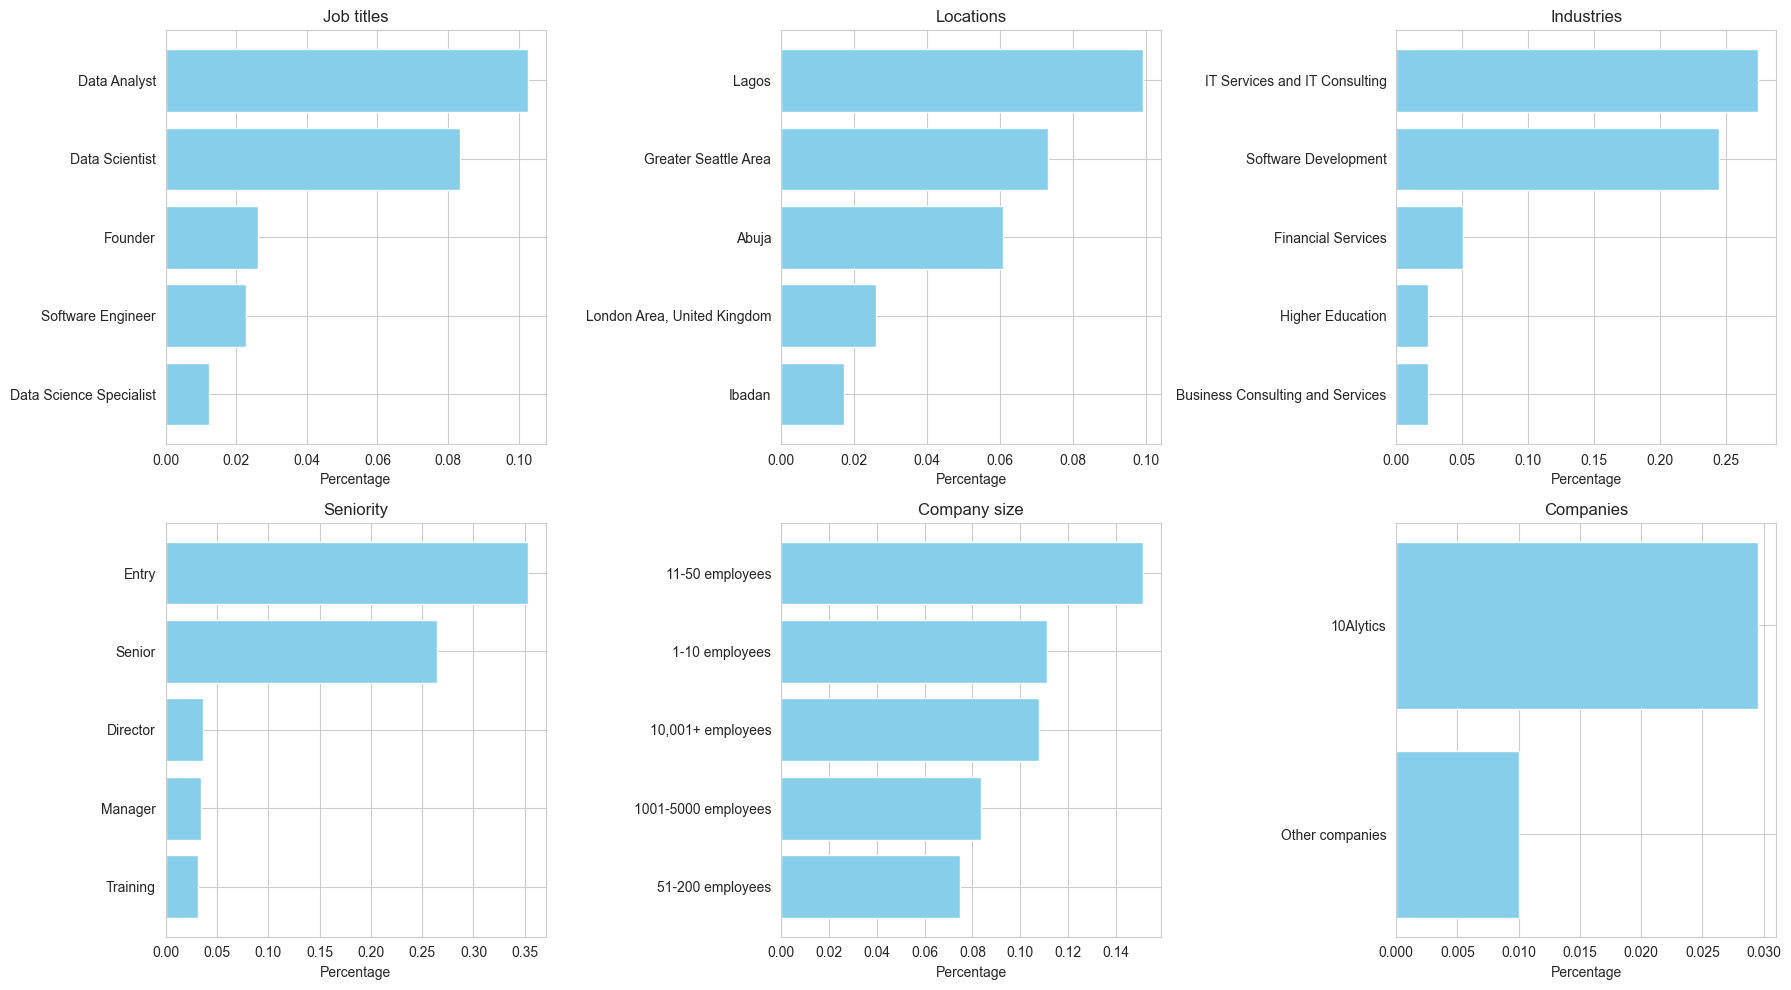 Job titles
Data Analyst
Data Scientist
Founder
Software Engineer
Data Science Specialist
0.00 0.02 0.04 0.06 0.08 0.10
Percentage
Locations
Lagos
Greater Seattle Area
Abuja
London Area, United Kingdom
Ibadan
0.00 0.02 0.04 0.06 0.08 0.10
Percentage
Industries
IT Services and IT Consulting
Software Development
Financial Services
Higher Education
Business Consulting and Services
0.00 0.05 0.10 0.15 0.20 0.25
Percentage
Seniority
Entry
Senior
Director
Manager
Training
0.00 0.05 0.10 0.15 0.20 0.25 0.30 0.35
Percentage
Company size
11-50 employees
1-10 employees
10,001+ employees
1001-5000 employees
51-200 employees
0.00 0.02 0.04 0.06 0.08 0.10 0.12 0.14
Percentage
Companies
10Alytics
Other companies
0.000 0.005 0.010 0.015 0.020 0.025 0.030
Percentage